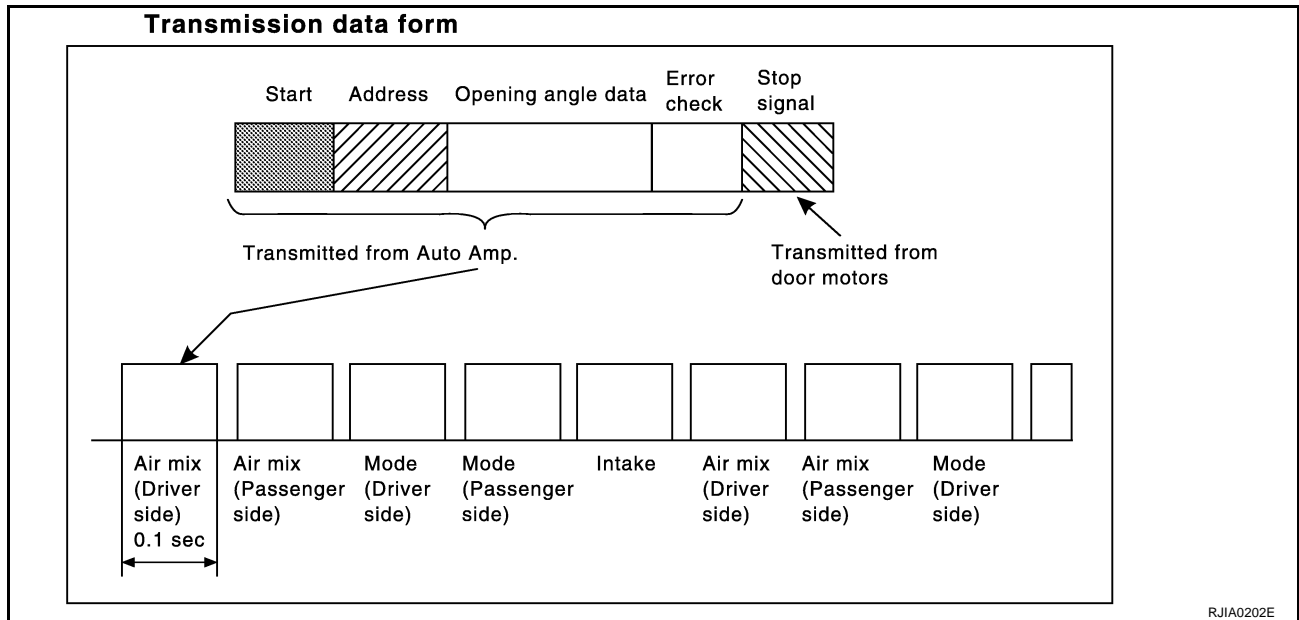 Transmission data form
Start
Address
Opening angle data
Error
check
Stop
signal
Transmitted from Auto Amp.
Transmitted from
door motors
Air mix
(Driver
side)
0.1 sec
Air mix
(Passenger
side)
Mode
(Driver
side)
Mode
(Passenger
side)
Intake
Air mix
(Driver
side)
Air mix
(Passenger
side)
Mode
(Driver
side)
RJIA0202E